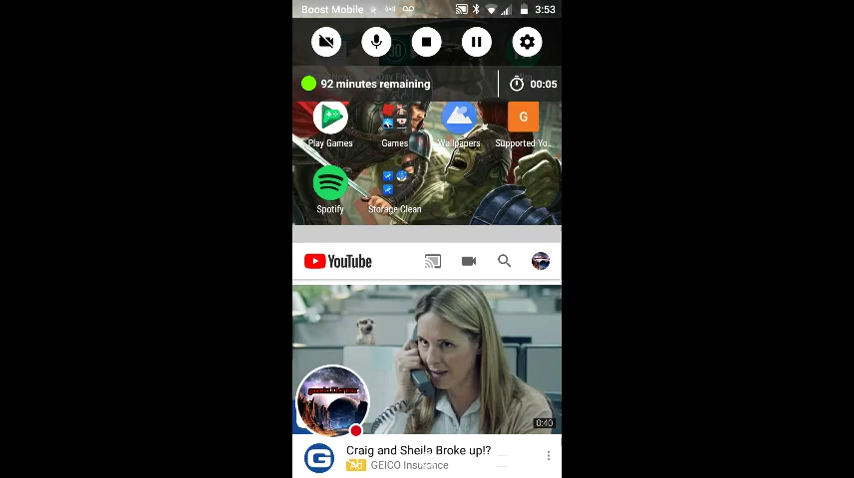 Boost Mobile
3:53
92 minutes remaining
00:05
Play Games
Games
Wallpapers
G
Supported Yo...
Spotify
Storage Clean
YouTube
0:40
Craig and Sheila Broke up!?
Ad GEICO Insurance